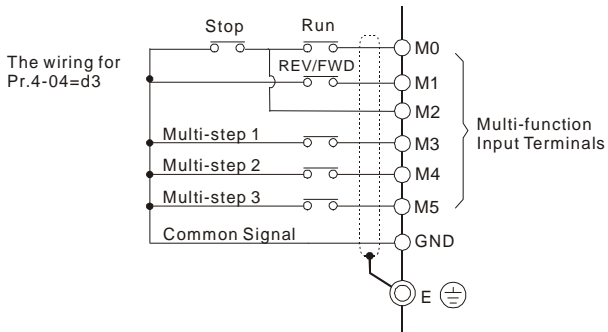 Stop Run
The wiring for
Pr.4-04=d3
M0
REV/FWD
M1
M2
Multi-step 1
M3
Multi-function
Input Terminals
Multi-step 2
M4
Multi-step 3
M5
Common Signal
GND
E